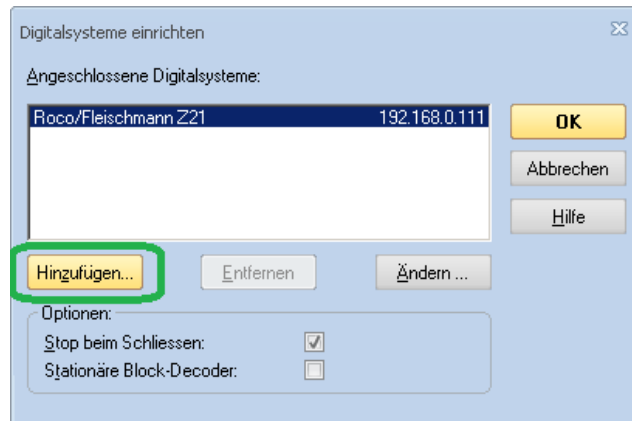 Digitalsysteme einrichten
Angeschlossene Digitalsysteme:
Roco/Fleischmann Z21 192.168.0.111
OK
Abbrechen
Hilfe
Hinzufügen... Entfernen Ändern ...
Optionen:
Stop beim Schliessen:
Stationäre Block-Decoder: